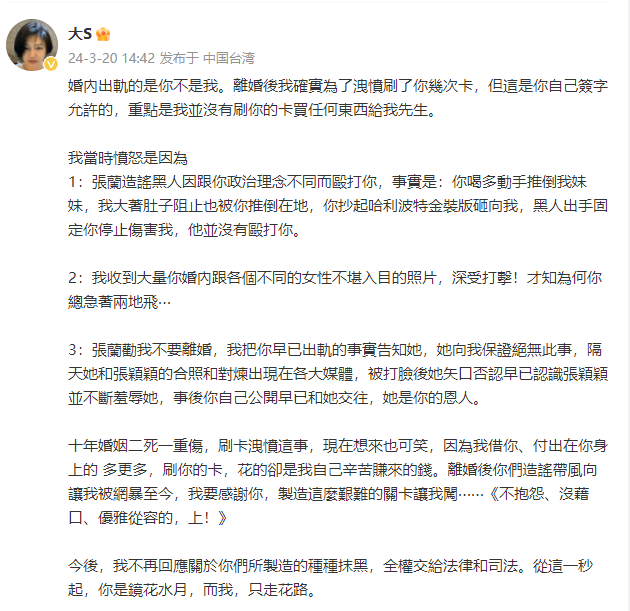 大S
24-3-20 14:42 发布于 中国台湾
婚內出軌的是你不是我。離婚後我確實為了洩憤刷了你幾次卡，但這是你自己簽字
允許的，重點是我並沒有刷你的卡買任何東西給我先生。
我當時憤怒是因為
1：張蘭造謠黑人因跟你政治理念不同而毆打你，事實是：你喝多動手推倒我妹
妹，我大著肚子阻止也被你推倒在地，你抄起哈利波特金裝版砸向我，黑人出手固
定你停止傷害我，他並沒有毆打你。
2：我收到大量你婚內跟各個不同的女性不堪入目的照片，深受打擊！才知為何你
總急著兩地飛…
3：張蘭勸我不要離婚，我把你早已出軌的事實告知她，她向我保證絕無此事，隔
天她和張穎穎的合照和對煉出現在各大媒體，被打臉後她矢口否認早已認識張穎穎
並不斷羞辱她，事後你自己公開早已和她交往，她是你的恩人。
十年婚姻二死一重傷，刷卡洩憤這事，現在想來也可笑，因為我借你、付出在你身
上的 多更多，刷你的卡，花的卻是我自己辛苦賺來的錢。離婚後你們造謠帶風向
讓我被網暴至今，我要感謝你，製造這麼艱難的關卡讓我闖……《不抱怨、沒藉
口、優雅從容的，上！》
今後，我不再回應關於你們所製造的種種抹黑，全權交給法律和司法。從這一秒
起，你是鏡花水月，而我，只走花路。